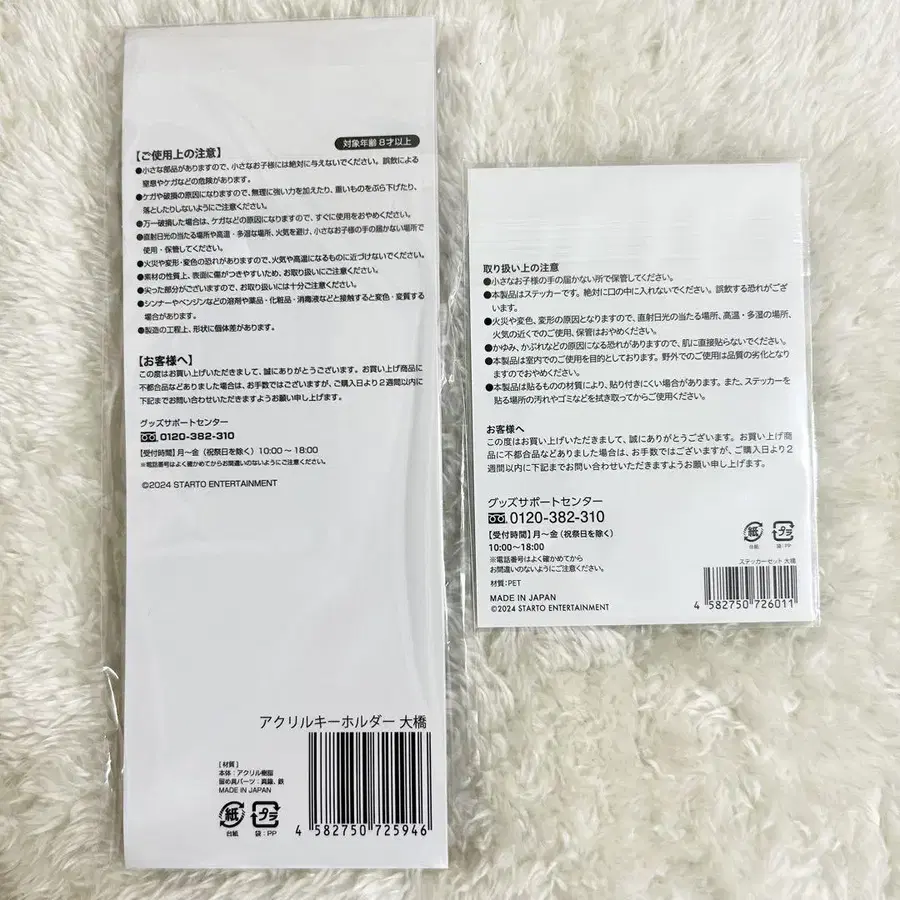 対象年齢 8才以上
【ご使用上の注意】
●小さな部品がありますので、小さなお子様には絶対に与えないでください。誤飲による
窒息やケガなどの危険があります。
●ケガや破損の原因になりますので、無理に強い力を加えたり、重いものをぶら下げたり、
落としたりしないようにご注意ください。
●万一破損した場合は、ケガなどの原因になりますので、すぐに使用をおやめください。
●直射日光の当たる場所や高温・多湿な場所、火気を避け、小さなお子様の手の届かない場所で
使用・保管してください。
●火災や変形・変色の恐れがありますので、火気や高温になるものに近づけないでください。
●素材の性質上、表面に傷がつきやすいため、お取り扱いにご注意ください。
●尖った部分がございますので、お取り扱いには十分ご注意ください。
●シンナーやベンジンなどの溶剤や薬品・化粧品・消毒液などと接触すると変色・変質する
場合があります。
●製造の工程上、形状に個体差があります。
【お客様へ】
この度はお買い上げいただきまして、誠にありがとうございます。お買い上げ商品に
不都合品などありました場合は、お手数ではございますが、ご購入日より2週間以内に
下記までお問い合わせいただきますようお願い申し上げます。
グッズサポートセンター
0120-382-310
【受付時間】月〜金（祝祭日を除く）10:00〜18:00
※電話番号はよく確かめてからお間違いのないようにご注意ください。
©2024 STARTO ENTERTAINMENT
アクリルキーホルダー 大橋
【材質】
本体：アクリル樹脂
留め具パーツ：真鍮、鉄
MADE IN JAPAN
紙 プラ
台紙 袋：PP
4 582750 725946
取り扱い上の注意
●小さなお子様の手の届かない所で保管してください。
●本製品はステッカーです。絶対に口の中に入れないでください。誤飲する恐れがござ
います。
●火災や変色、変形の原因となりますので、直射日光の当たる場所、高温・多湿の場所、
火気の近くでのご使用、保管はおやめください。
●かゆみ、かぶれなどの原因になる恐れがありますので、肌に直接貼らないでください。
●本製品は室内でのご使用を目的としております。野外でのご使用は品質の劣化となり
ますのでおやめください。
●本製品は貼るものの材質により、貼り付きにくい場合があります。また、ステッカーを
貼る場所の汚れやゴミなどを拭き取ってからご使用ください。
お客様へ
この度はお買い上げいただきまして、誠にありがとうございます。お買い上げ商
品に不都合品などありました場合は、お手数ではございますが、ご購入日より2
週間以内に下記までお問い合わせいただきますようお願い申し上げます。
グッズサポートセンター
0120-382-310
【受付時間】月〜金（祝祭日を除く）
10:00〜18:00
※電話番号はよく確かめてから
お間違いのないようにご注意ください。
材質：PET
MADE IN JAPAN
©2024 STARTO ENTERTAINMENT
紙 プラ
台紙 袋：PP
ステッカーセット 大橋
4 582750 726011